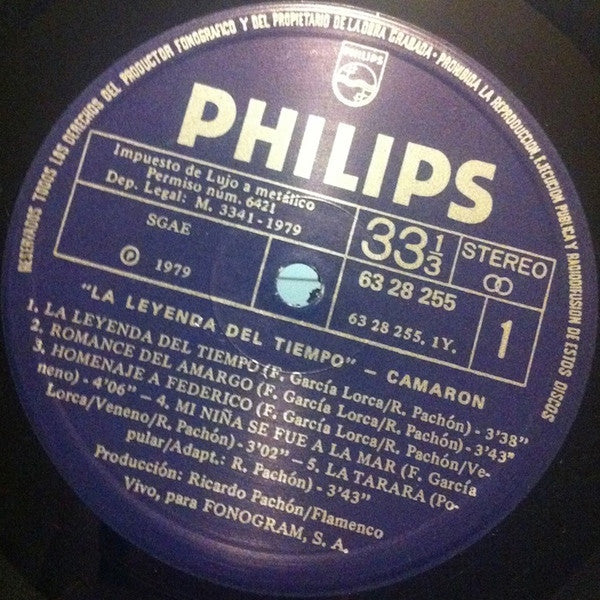 RESERVADOS TODOS LOS DERECHOS DEL PRODUCTOR FONOGRAFICO Y DEL PROPIETARIO DE LA OBRA GRABADA - PROHIBIDA LA REPRODUCCION, EJECUCION PUBLICA Y RADIODIFUSION DE ESTOS DISCOS
PHILIPS
PHILIPS
Impuesto de Lujo a metálico
Permiso núm. 6421
Dep. Legal: M. 3341-1979
33 1/3
STEREO
SGAE
63 28 255
Ⓟ 1979
63 28 255. 1Y.
1
"LA LEYENDA DEL TIEMPO" – CAMARON
1. LA LEYENDA DEL TIEMPO (F. García Lorca/R. Pachón) - 3'38"
2. ROMANCE DEL AMARGO (F. García Lorca/R. Pachón) - 3'43"
3. HOMENAJE A FEDERICO (F. García Lorca/R. Pachón/Ve-
neno) - 4'06" – 4. MI NIÑA SE FUE A LA MAR (F. García
Lorca/Veneno/R. Pachón) - 3'02" – 5. LA TARARA (Po-
pular/Adapt.: R. Pachón) - 3'43"
Producción: Ricardo Pachón/Flamenco
Vivo, para FONOGRAM, S. A.